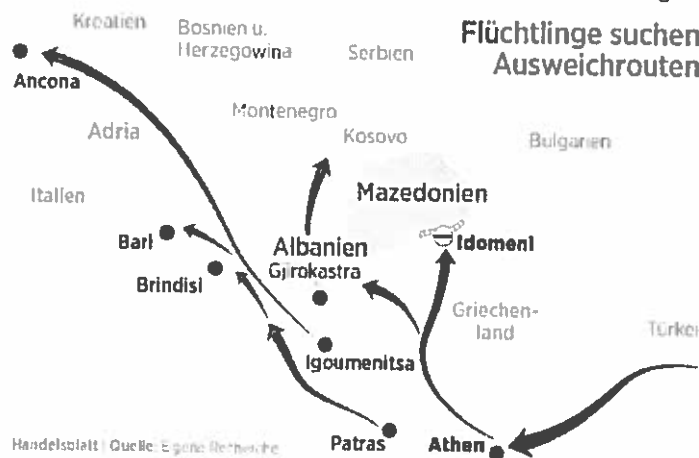 Flüchtlinge suchen
Ausweichrouten
Kroatien
Bosnien u.
Herzegowina
Serbien
Ancona
Montenegro
Adria
Kosovo
Bulgarien
Italien
Mazedonien
Bari
Albanien
Idomeni
Gjirokastra
Brindisi
Griechen-
land
Türkei
Igoumenitsa
Patras
Athen
Handelsblatt Quelle: Eigene Recherche